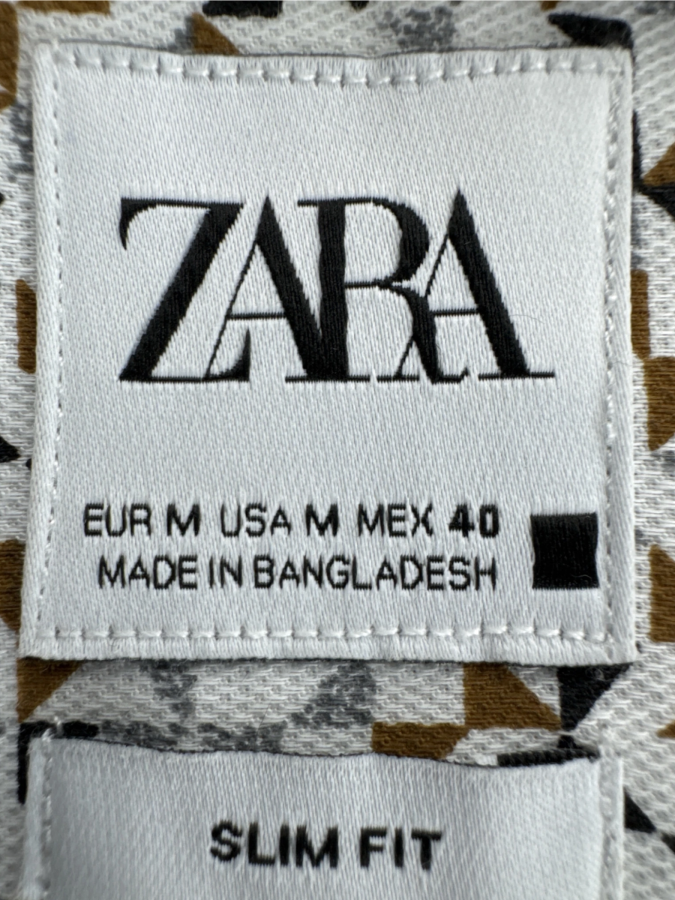 ZARA
EUR M USA M MEX 40
MADE IN BANGLADESH
SLIM FIT